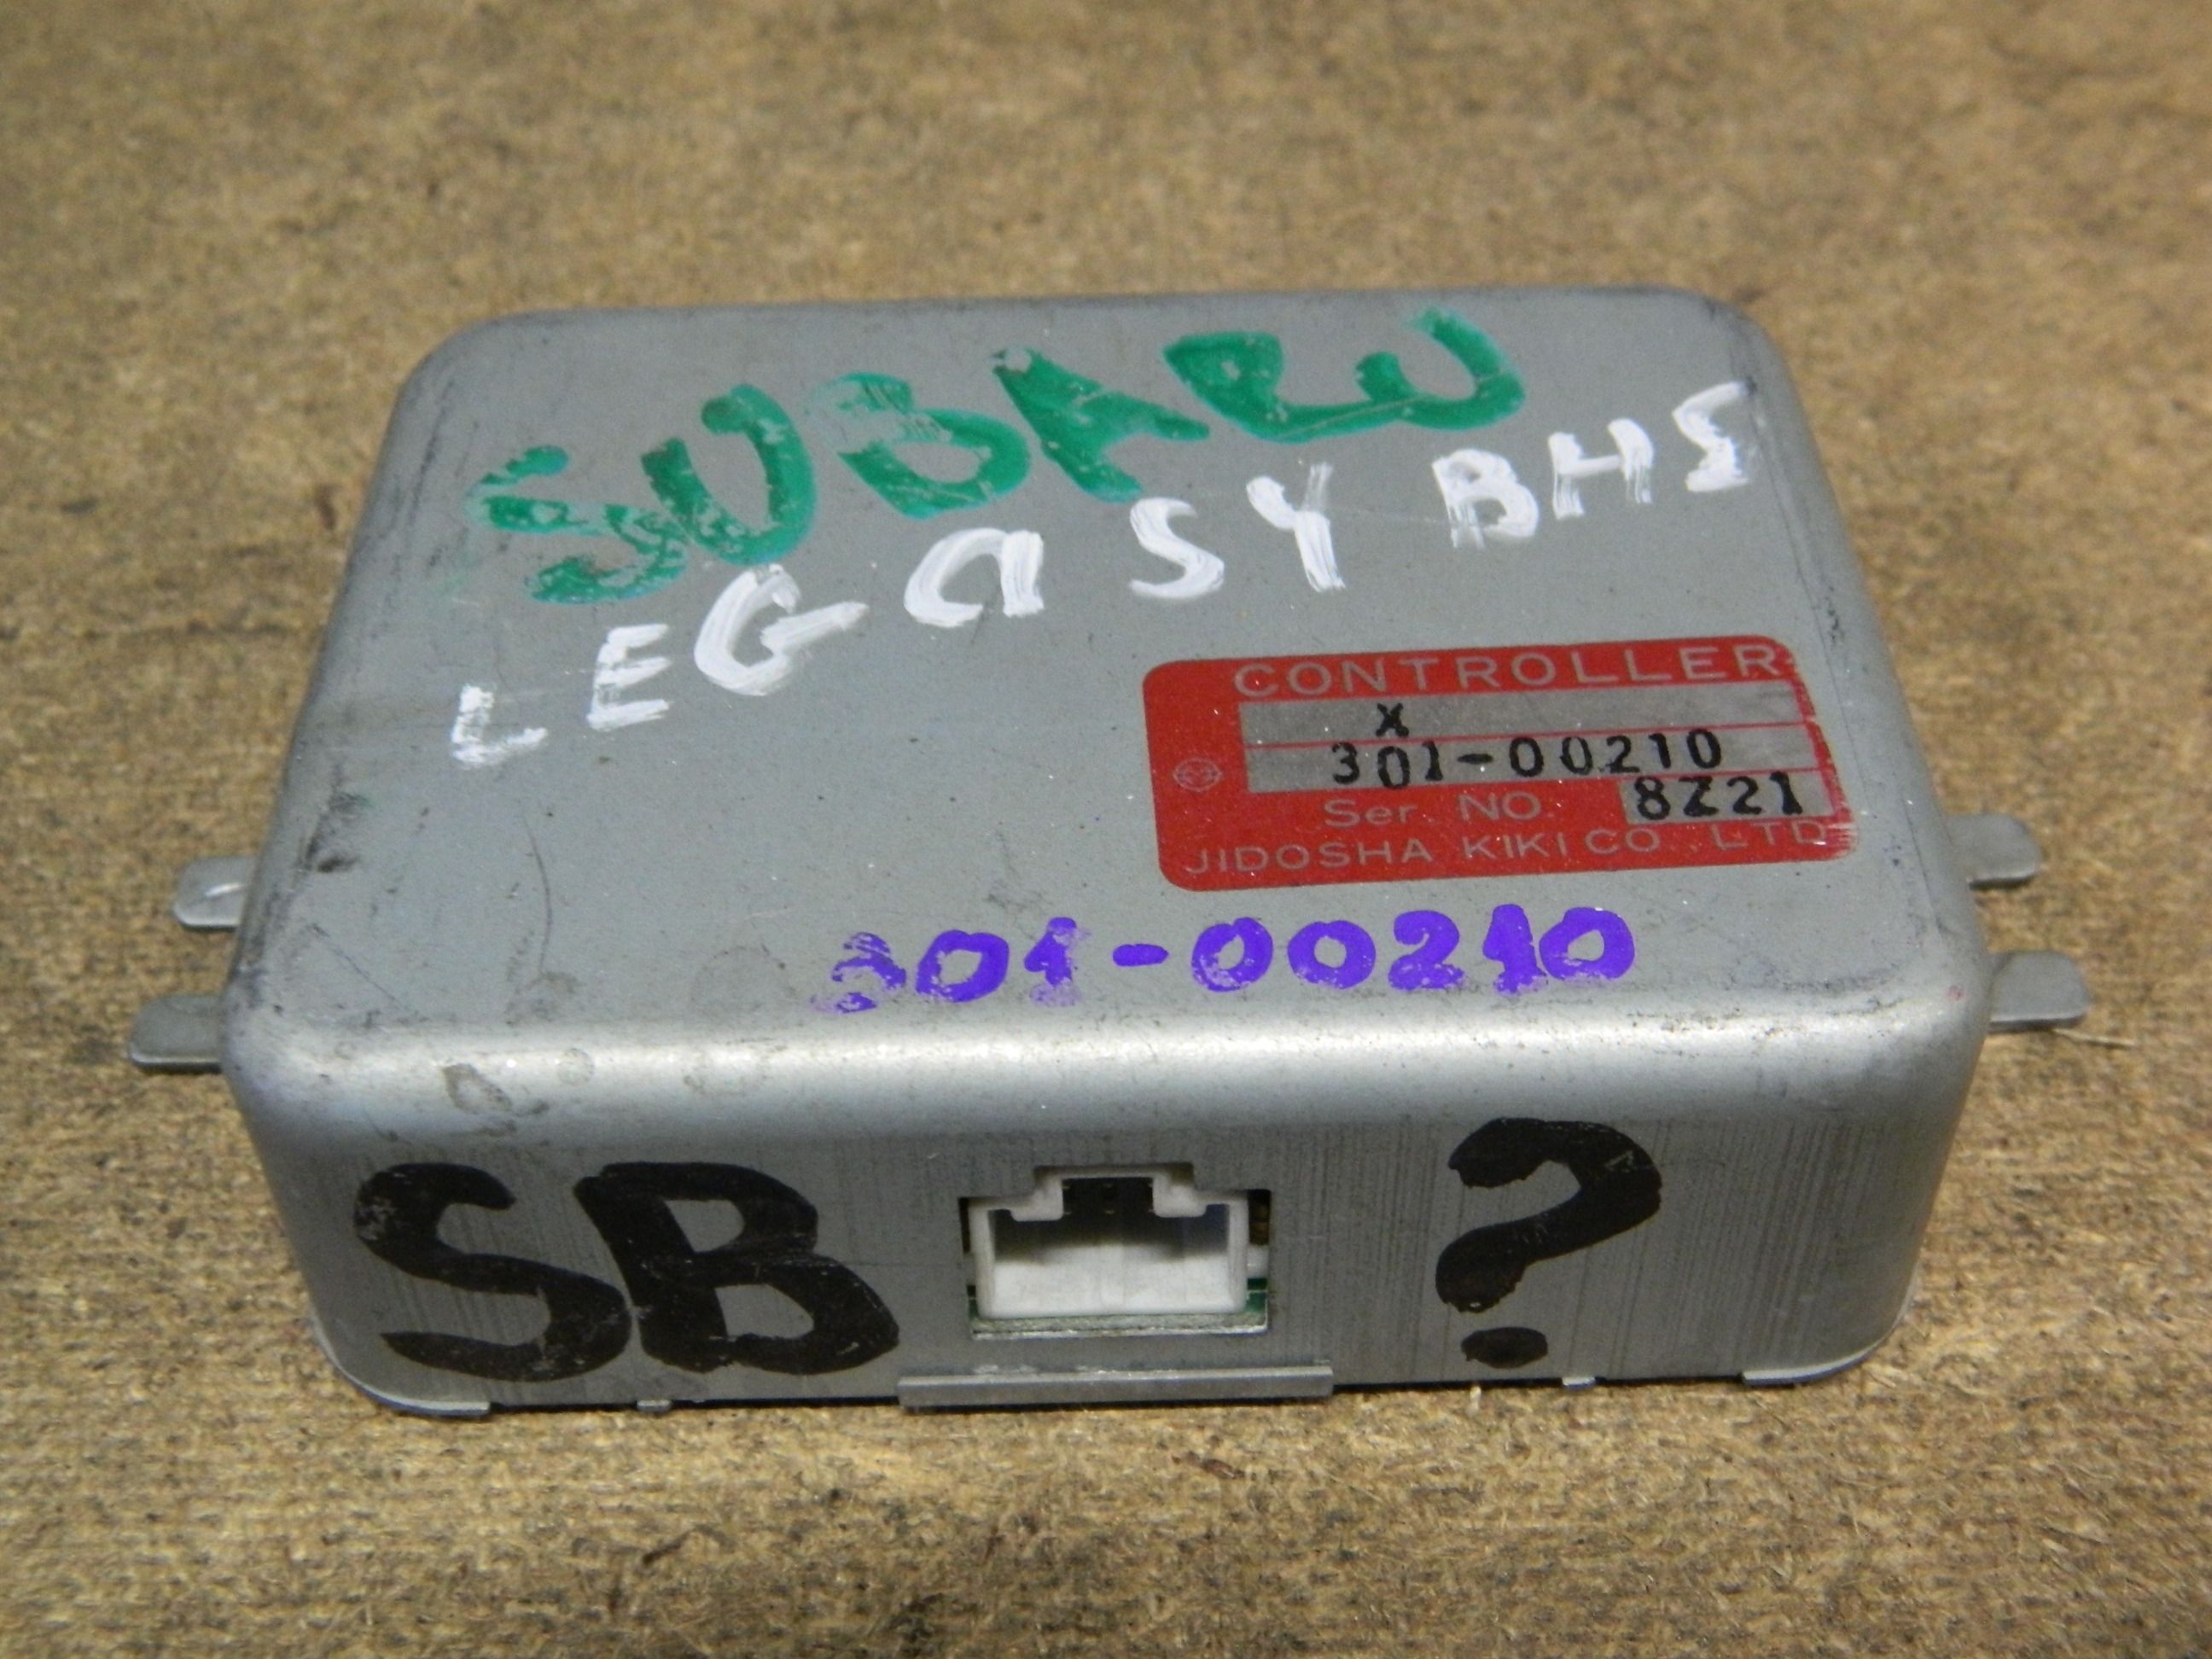 SUBARU
LEGASY BHE
CONTROLLER
X
301-00210
Ser. NO. 8Z21
JIDOSHA KIKI CO., LTD
301-00210
SB ?